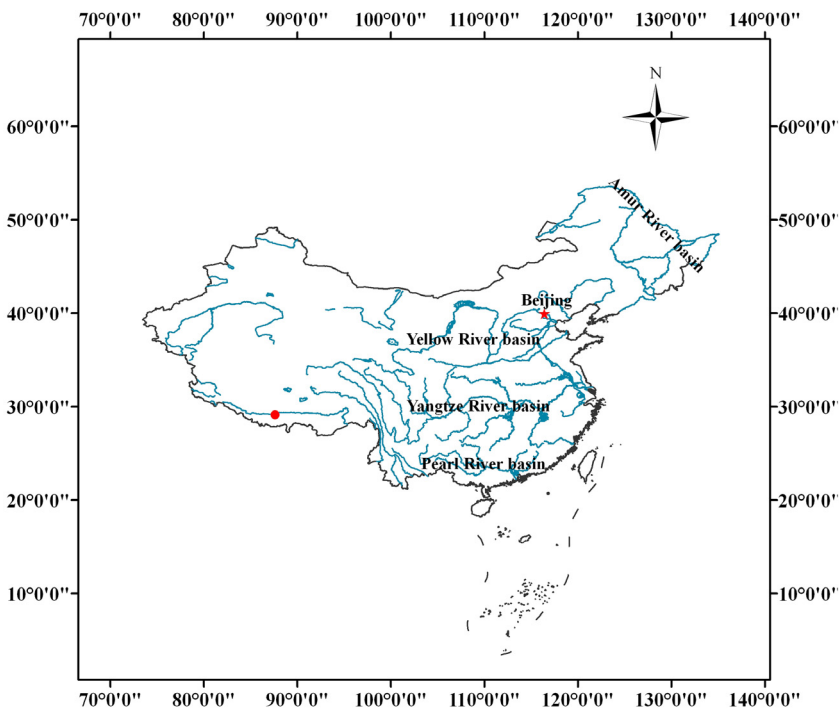 70°0'0" 80°0'0" 90°0'0" 100°0'0" 110°0'0" 120°0'0" 130°0'0" 140°0'0"
N
60°0'0" 60°0'0"
Amur River basin
50°0'0" 50°0'0"
Beijing
40°0'0" 40°0'0"
Yellow River basin
Yangtze River basin
30°0'0" 30°0'0"
Pearl River basin
20°0'0" 20°0'0"
10°0'0" 10°0'0"
70°0'0" 80°0'0" 90°0'0" 100°0'0" 110°0'0" 120°0'0" 130°0'0" 140°0'0"